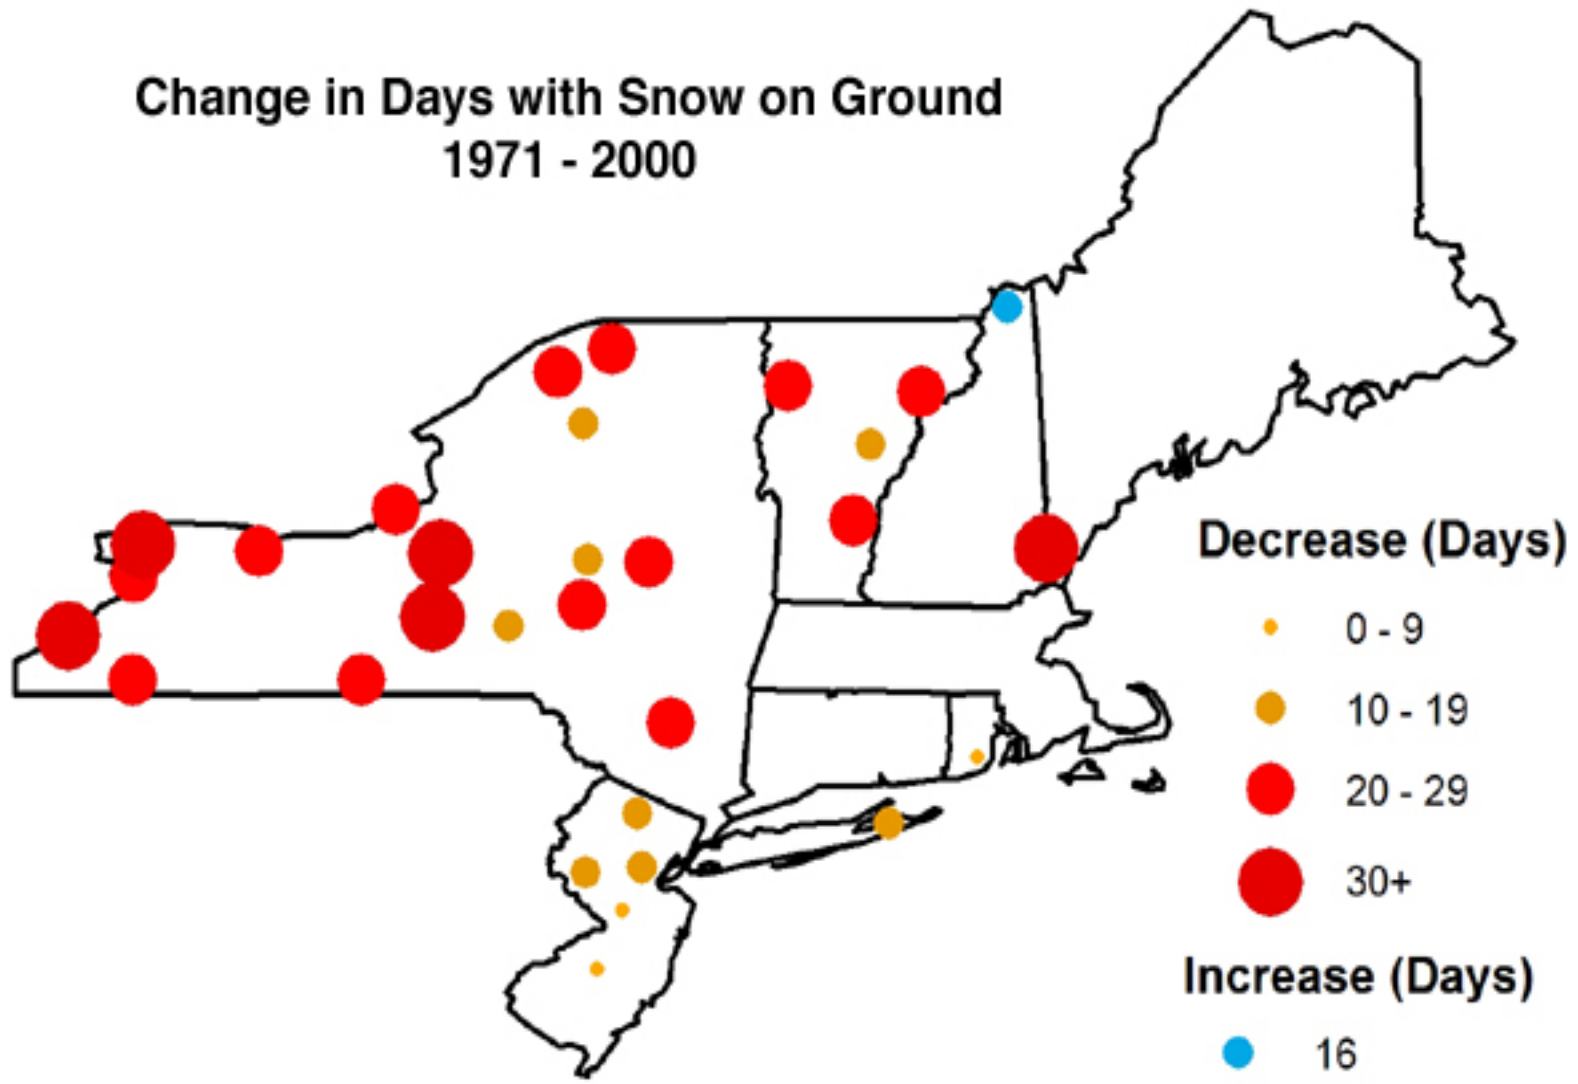 Change in Days with Snow on Ground
1971 - 2000
Decrease (Days)
0 - 9
10 - 19
20 - 29
30+
Increase (Days)
16